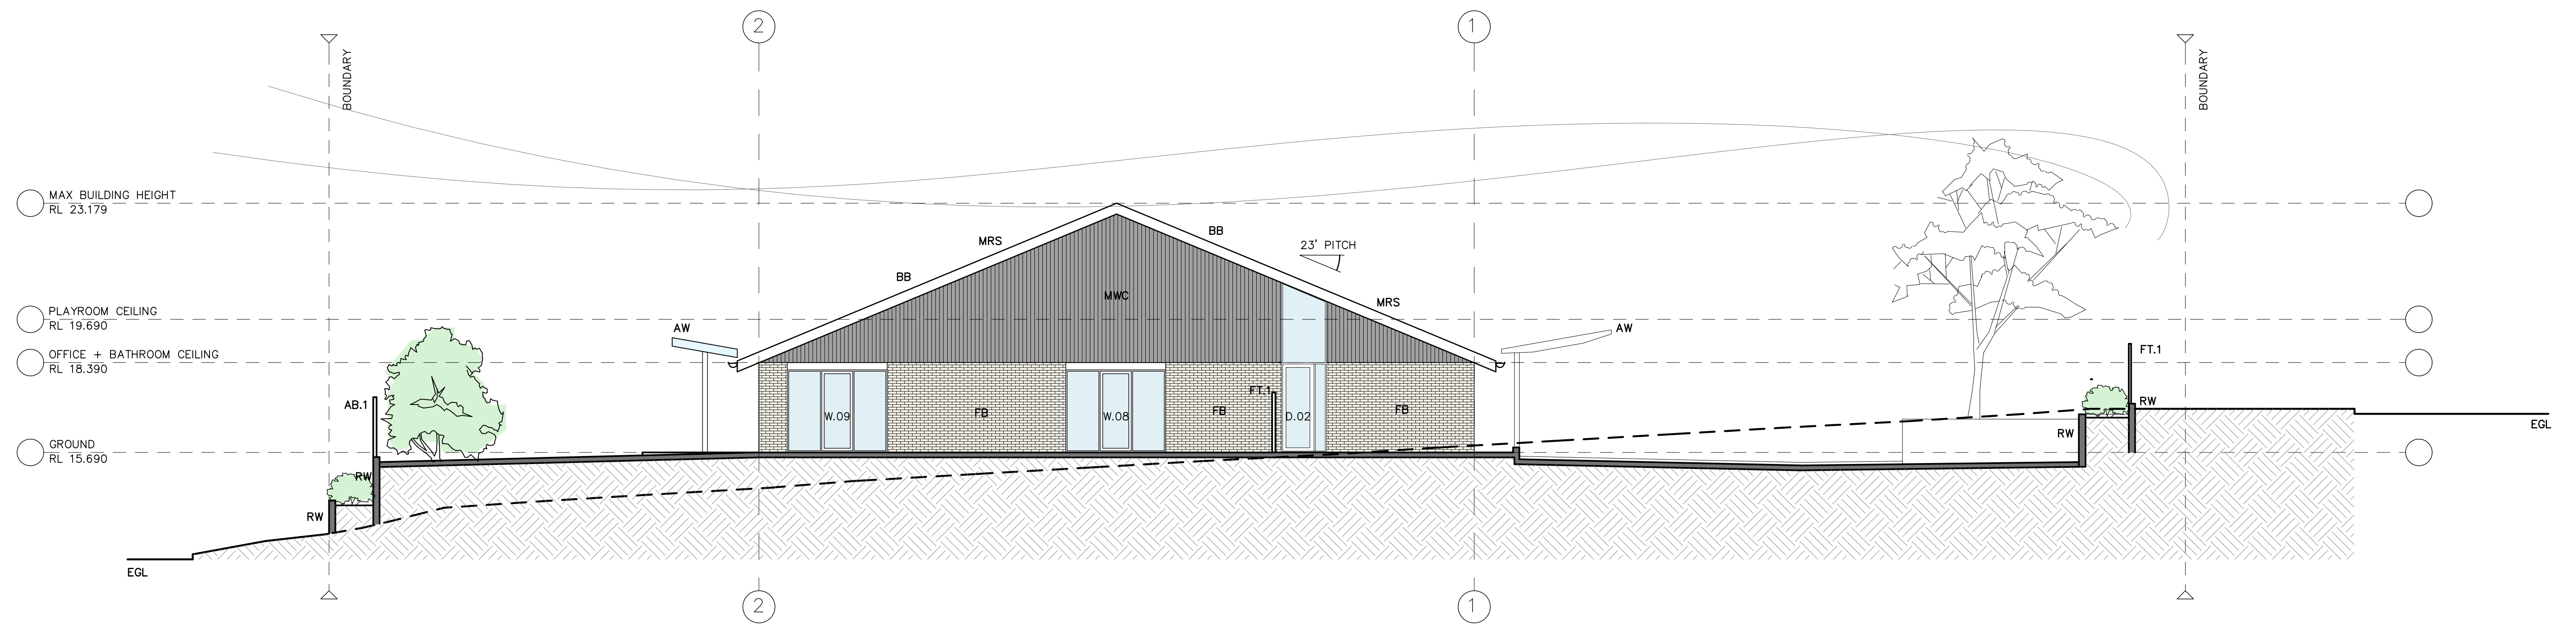 2
1
BOUNDARY
BOUNDARY
MAX BUILDING HEIGHT
RL 23.179
BB
MRS
23' PITCH
BB
MWC
MRS
PLAYROOM CEILING
RL 19.690
AW
AW
OFFICE + BATHROOM CEILING
RL 18.390
FT.1
FT.1
AB.1
RW
W.09
FB
W.08
FB
D.02
FB
EGL
RW
GROUND
RL 15.690
RW
RW
EGL
2
1